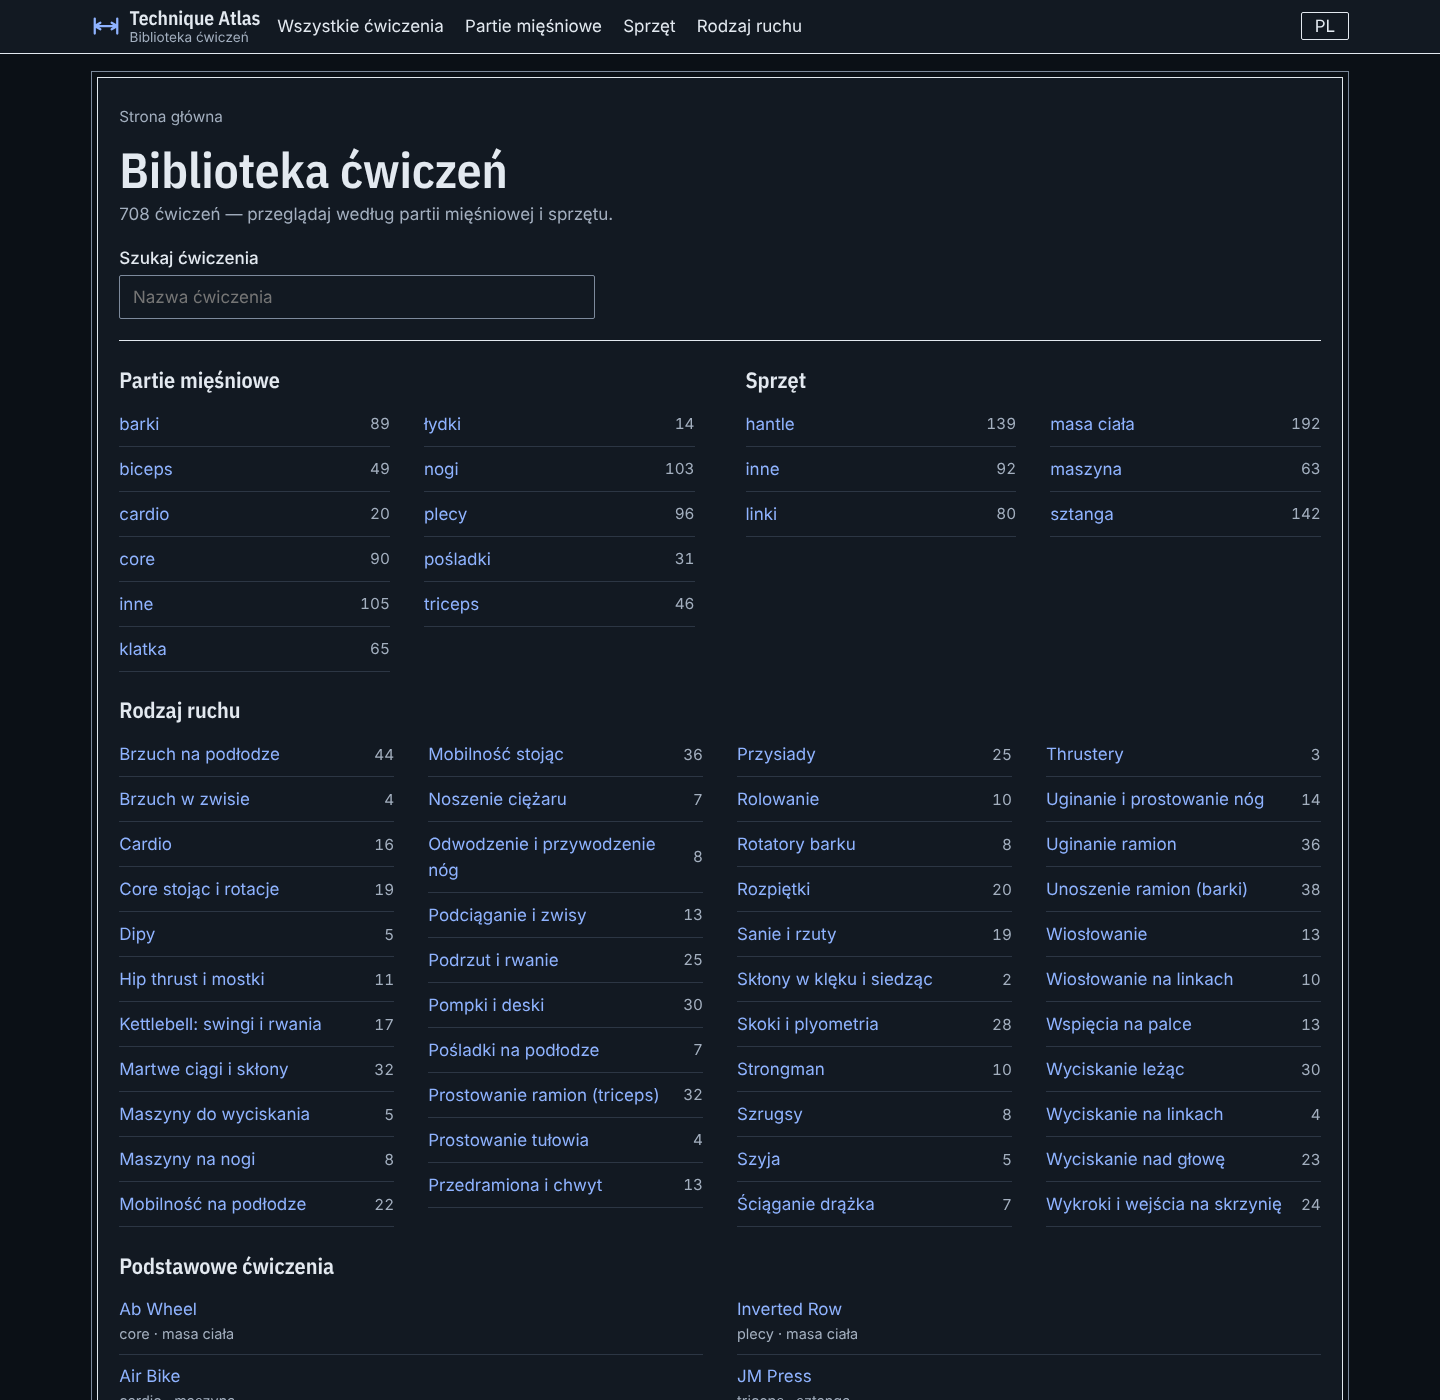 Technique Atlas
Biblioteka ćwiczeń
Wszystkie ćwiczenia
Partie mięśniowe
Sprzęt
Rodzaj ruchu
PL
Strona główna
Biblioteka ćwiczeń
708 ćwiczeń — przeglądaj według partii mięśniowej i sprzętu.
Szukaj ćwiczenia
Nazwa ćwiczenia
Partie mięśniowe
barki 89
biceps 49
cardio 20
core 90
inne 105
klatka 65
łydki 14
nogi 103
plecy 96
pośladki 31
triceps 46
Sprzęt
hantle 139
inne 92
linki 80
masa ciała 192
maszyna 63
sztanga 142
Rodzaj ruchu
Brzuch na podłodze 44
Brzuch w zwisie 4
Cardio 16
Core stojąc i rotacje 19
Dipy 5
Hip thrust i mostki 11
Kettlebell: swingi i rwania 17
Martwe ciągi i skłony 32
Maszyny do wyciskania 5
Maszyny na nogi 8
Mobilność na podłodze 22
Mobilność stojąc 36
Noszenie ciężaru 7
Odwodzenie i przywodzenie
nóg 8
Podciąganie i zwisy 13
Podrzut i rwanie 25
Pompki i deski 30
Pośladki na podłodze 7
Prostowanie ramion (triceps) 32
Prostowanie tułowia 4
Przedramiona i chwyt 13
Przysiady 25
Rolowanie 10
Rotatory barku 8
Rozpiętki 20
Sanie i rzuty 19
Skłony w klęku i siedząc 2
Skoki i plyometria 28
Strongman 10
Szrugsy 8
Szyja 5
Ściąganie drążka 7
Thrustery 3
Uginanie i prostowanie nóg 14
Uginanie ramion 36
Unoszenie ramion (barki) 38
Wiosłowanie 13
Wiosłowanie na linkach 10
Wspięcia na palce 13
Wyciskanie leżąc 30
Wyciskanie na linkach 4
Wyciskanie nad głowę 23
Wykroki i wejścia na skrzynię 24
Podstawowe ćwiczenia
Ab Wheel
core · masa ciała
Air Bike
Inverted Row
plecy · masa ciała
JM Press